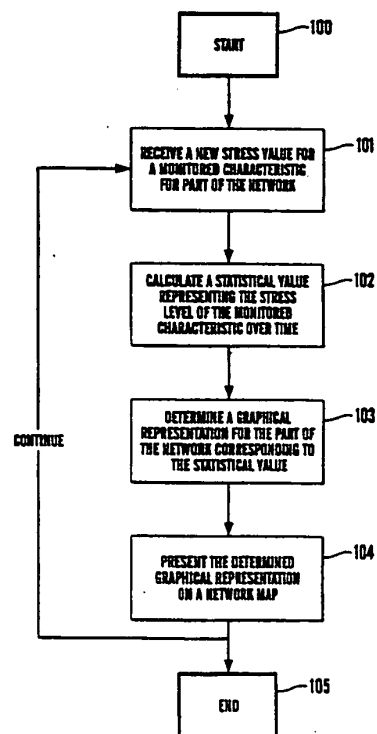 START
100
RECEIVE A NEW STRESS VALUE FOR
A MONITORED CHARACTERISTIC
FOR PART OF THE NETWORK
101
CALCULATE A STATISTICAL VALUE
REPRESENTING THE STRESS
LEVEL OF THE MONITORED
CHARACTERISTIC OVER TIME
102
DETERMINE A GRAPHICAL
REPRESENTATION FOR THE PART OF
THE NETWORK CORRESPONDING TO
THE STATISTICAL VALUE
103
CONTINUE
PRESENT THE DETERMINED
GRAPHICAL REPRESENTATION
ON A NETWORK MAP
104
END
105